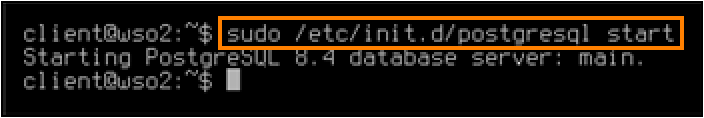 client@wso2:~$ sudo /etc/init.d/postgresql start
Starting PostgreSQL 8.4 database server: main.
client@wso2:~$